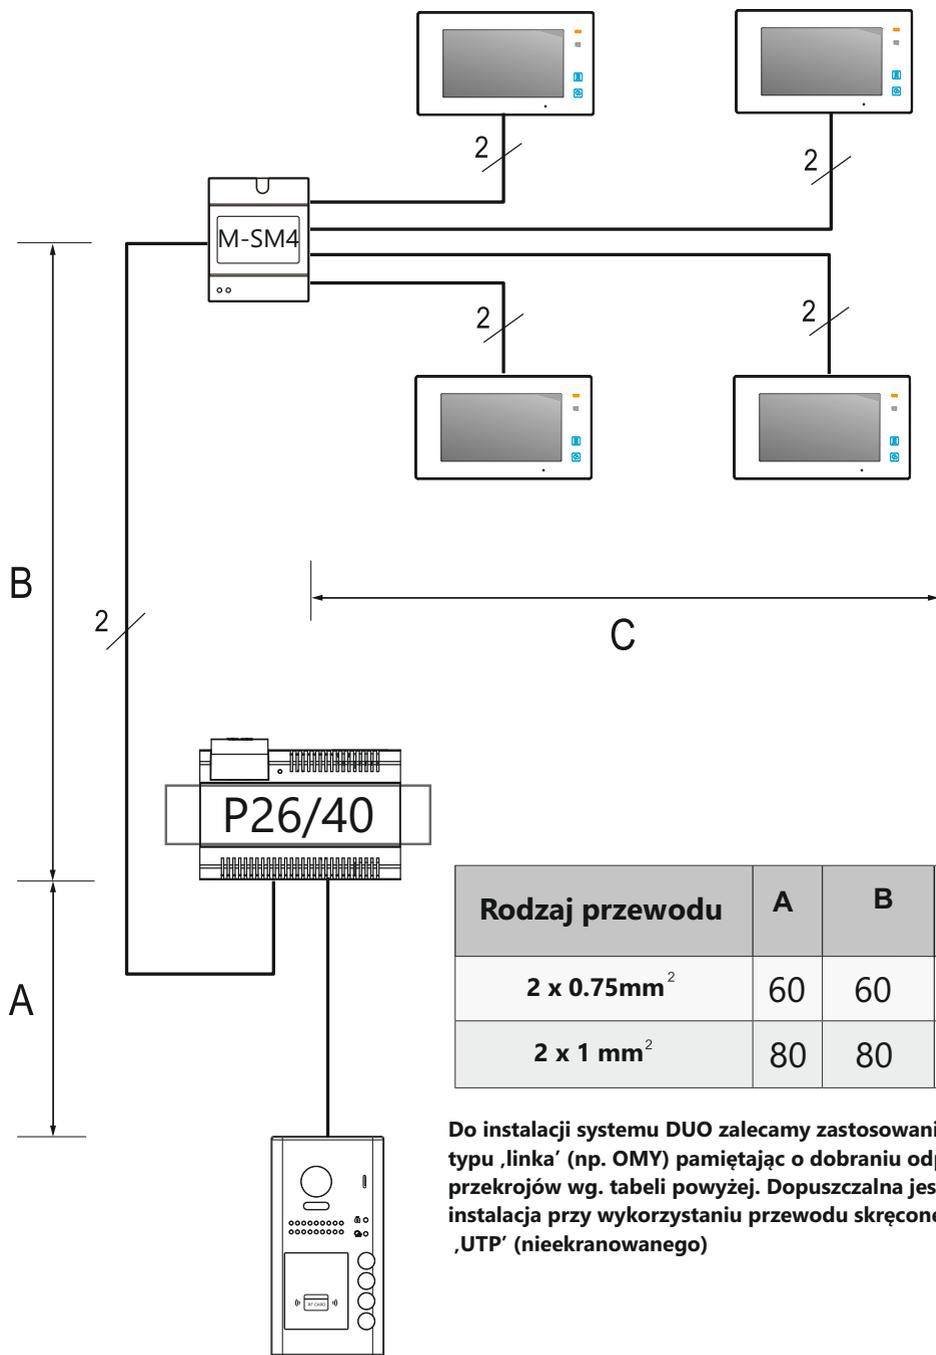 2
2
M-SM4
2
2
B
2
C
P26/40
A
Rodzaj przewodu A B
2 x 0.75mm² 60 60
2 x 1 mm² 80 80
Do instalacji systemu DUO zalecamy zastosowani
typu ‚linka’ (np. OMY) pamiętając o dobraniu odp
przekrojów wg. tabeli powyżej. Dopuszczalna jes
instalacja przy wykorzystaniu przewodu skręcone
‚UTP’ (nieekranowanego)